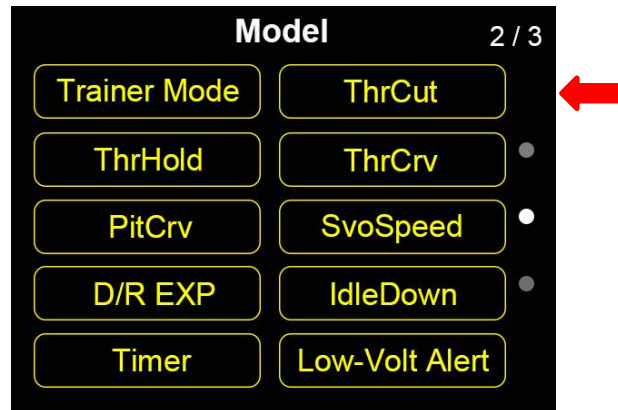 Model
2 / 3
Trainer Mode
ThrCut
ThrHold
ThrCrv
PitCrv
SvoSpeed
D/R EXP
IdleDown
Timer
Low-Volt Alert